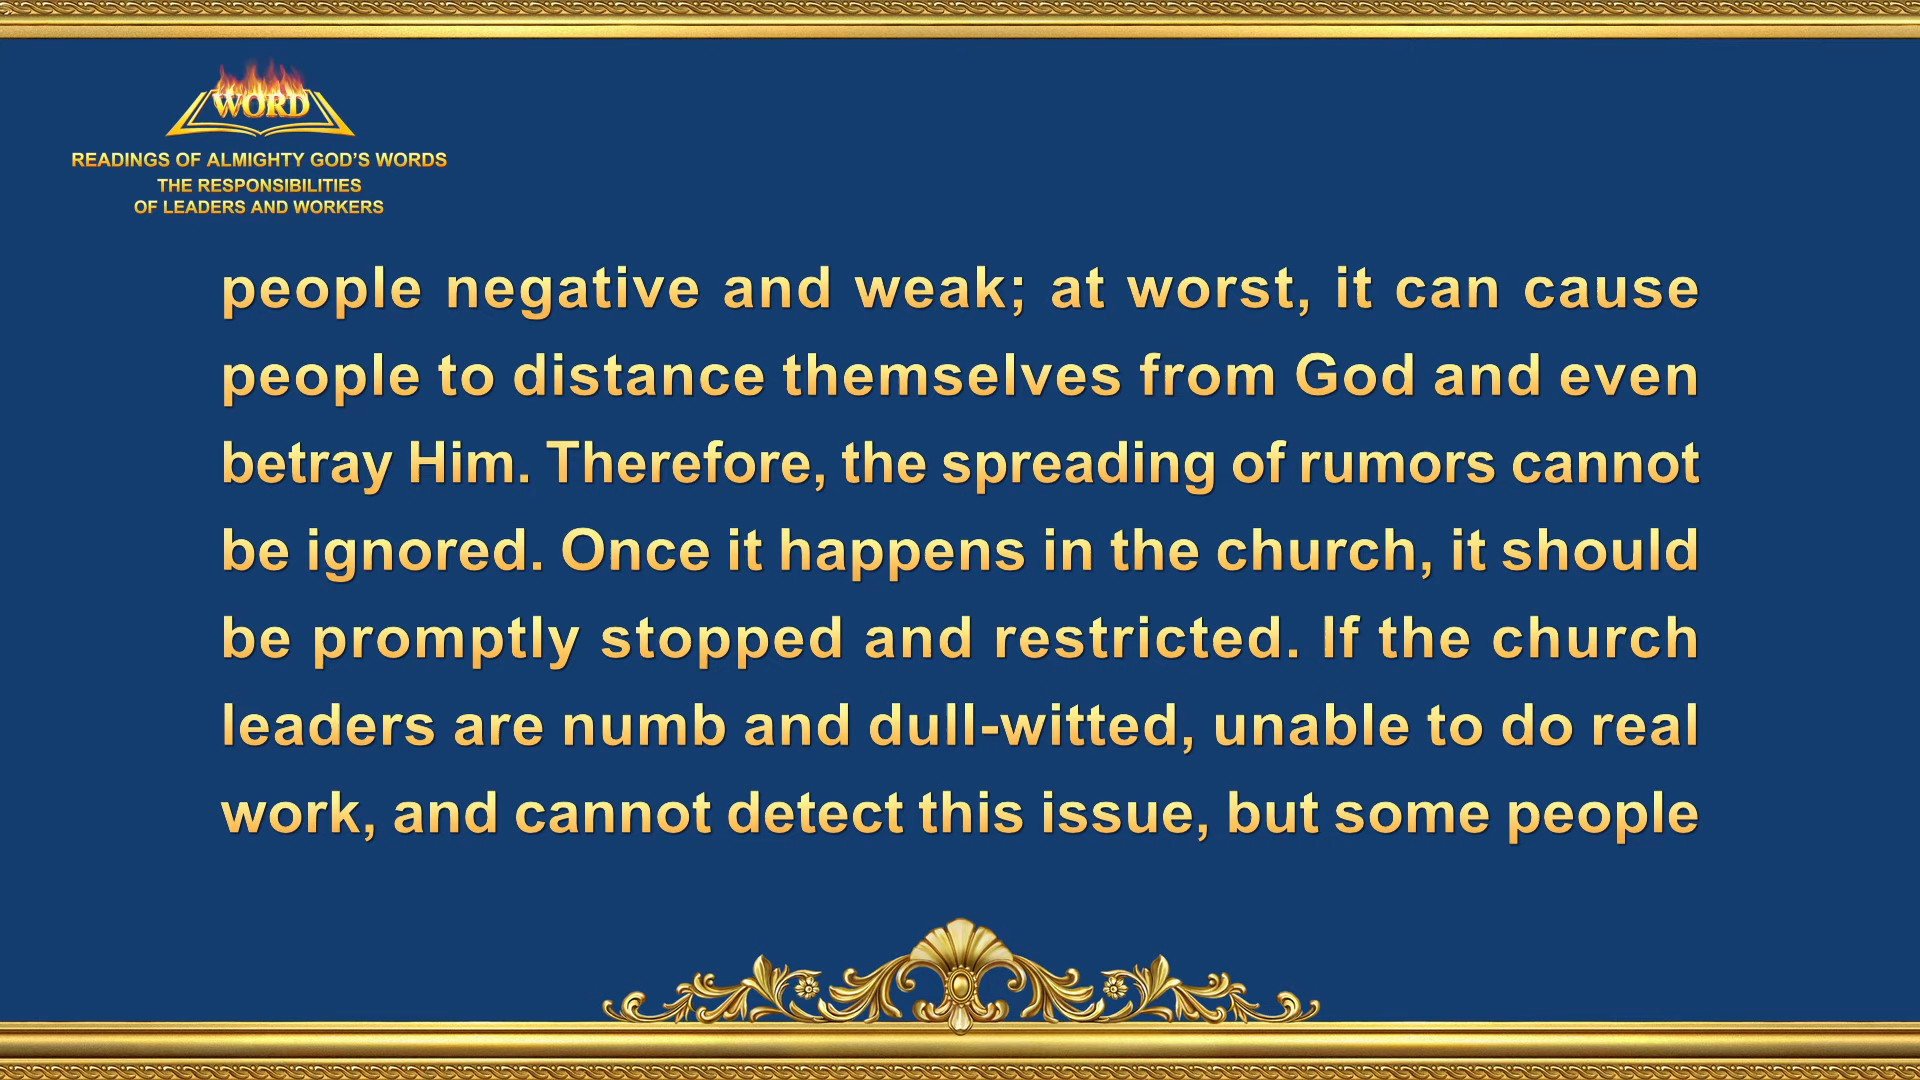 WORD
READINGS OF ALMIGHTY GOD’S WORDS
THE RESPONSIBILITIES
OF LEADERS AND WORKERS
people negative and weak; at worst, it can cause
people to distance themselves from God and even
betray Him. Therefore, the spreading of rumors cannot
be ignored. Once it happens in the church, it should
be promptly stopped and restricted. If the church
leaders are numb and dull-witted, unable to do real
work, and cannot detect this issue, but some people